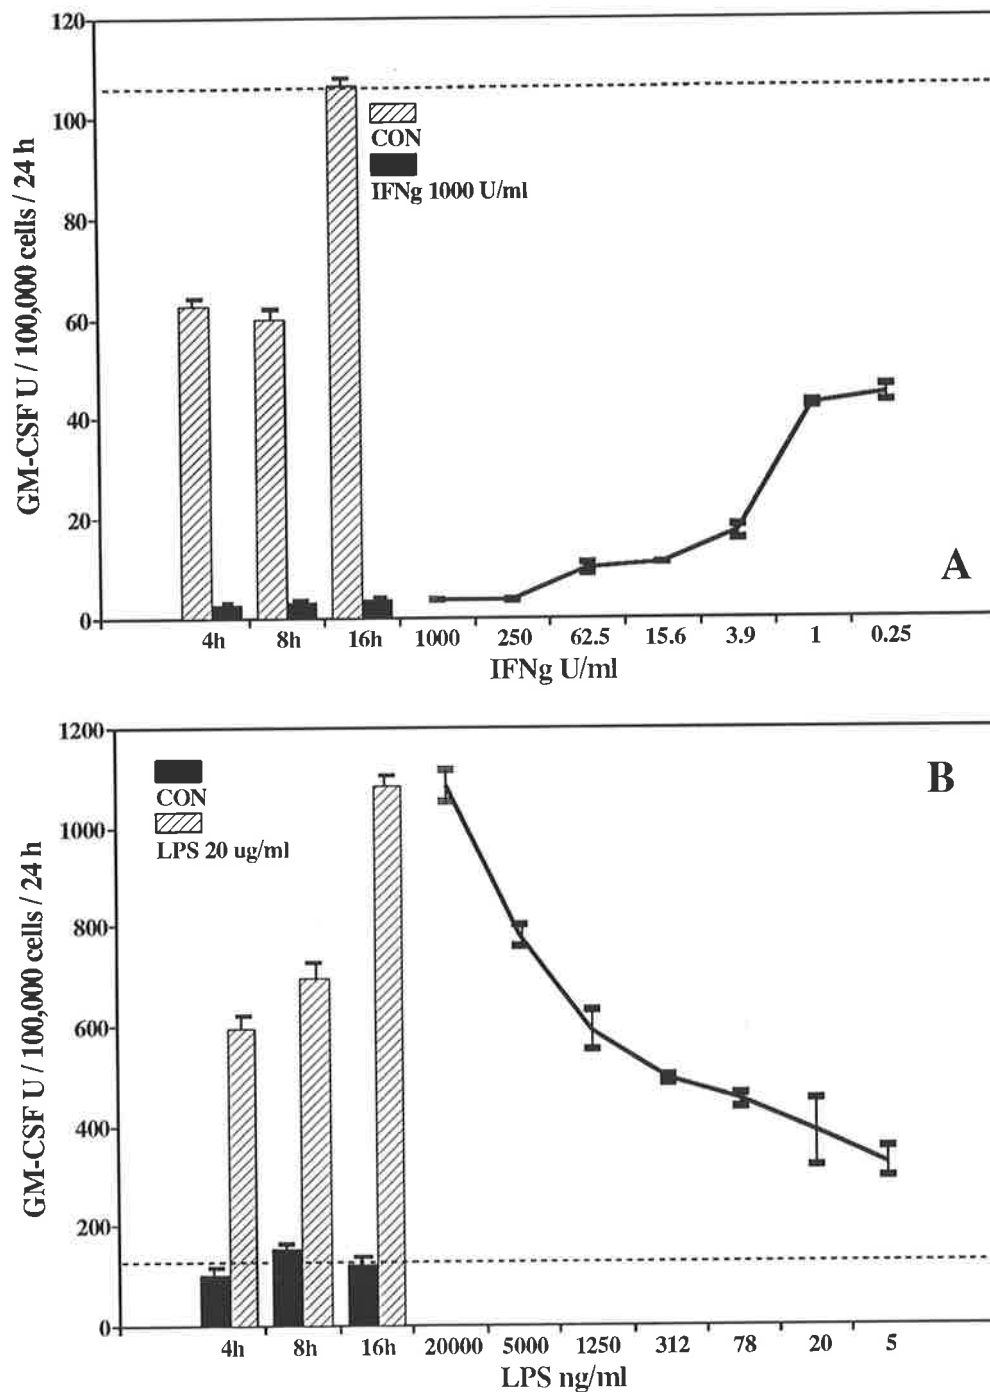 120
100
80
60
40
20
0
GM-CSF U / 100,000 cells / 24 h
CON
IFNg 1000 U/ml
A
4h 8h 16h 1000 250 62.5 15.6 3.9 1 0.25
IFNg U/ml
1200
1000
800
600
400
200
0
GM-CSF U / 100,000 cells / 24 h
CON
LPS 20 ug/ml
B
4h 8h 16h 20000 5000 1250 312 78 20 5
LPS ng/ml